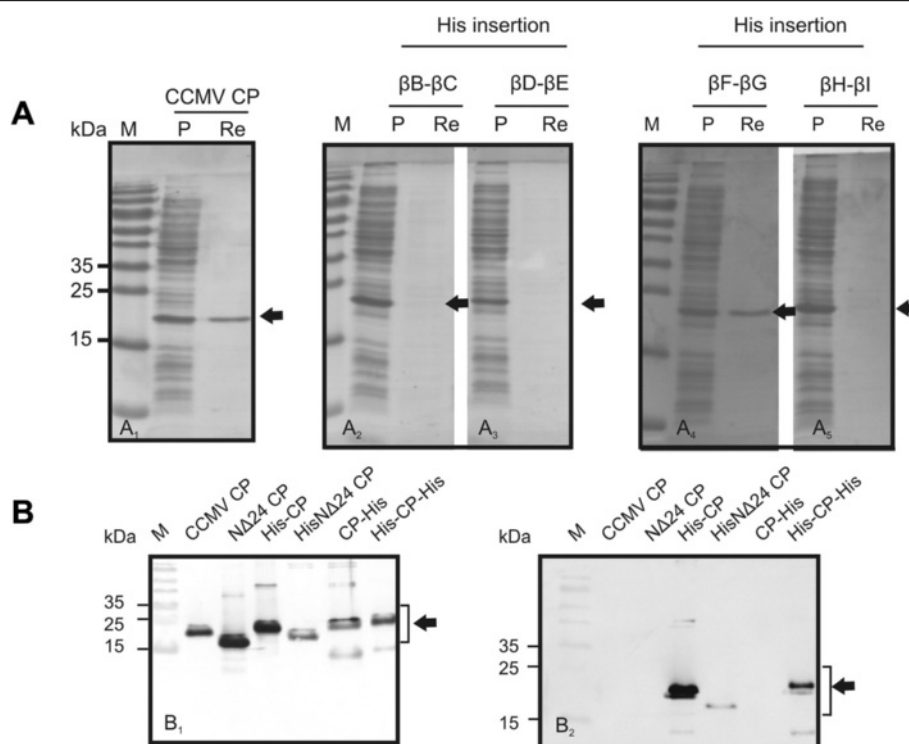 His insertion His insertion
A CCMV CP βB-βC βD-βE βF-βG βH-βI
kDa M P Re M P Re P Re M P Re P Re
35
25
15
A1 A2 A3 A4 A5
B CCMV CP NΔ24 CP His-CP HisNΔ24 CP CP-His His-CP-His CCMV CP NΔ24 CP His-CP HisNΔ24 CP CP-His His-CP-His
kDa M kDa M
35
25
15
35
25
15
B1 B2